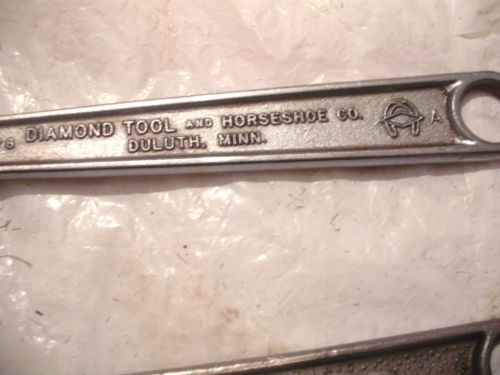 DIAMOND TOOL AND HORSESHOE CO. A
DULUTH, MINN.